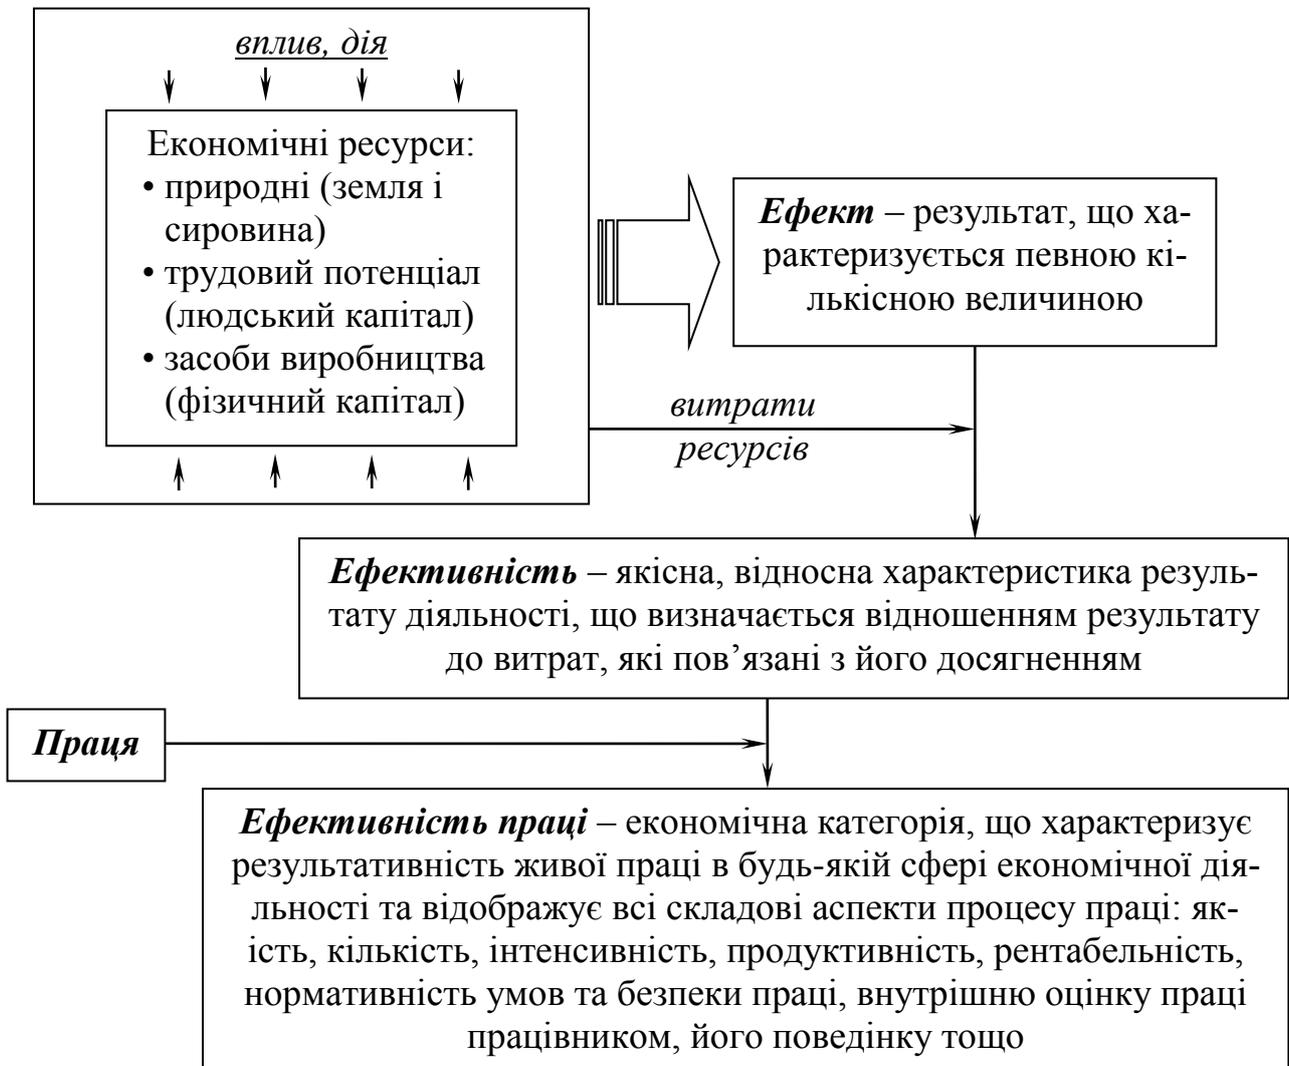 вплив, дія
Економічні ресурси:
• природні (земля і
сировина)
• трудовий потенціал
(людський капітал)
• засоби виробництва
(фізичний капітал)
Ефект – результат, що ха-
рактеризується певною кі-
лькісною величиною
витрати
ресурсів
Ефективність – якісна, відносна характеристика резуль-
тату діяльності, що визначається відношенням результату
до витрат, які пов’язані з його досягненням
Праця
Ефективність праці – економічна категорія, що характеризує
результативність живої праці в будь-якій сфері економічної дія-
льності та відображує всі складові аспекти процесу праці: як-
ість, кількість, інтенсивність, продуктивність, рентабельність,
нормативність умов та безпеки праці, внутрішню оцінку праці
працівником, його поведінку тощо